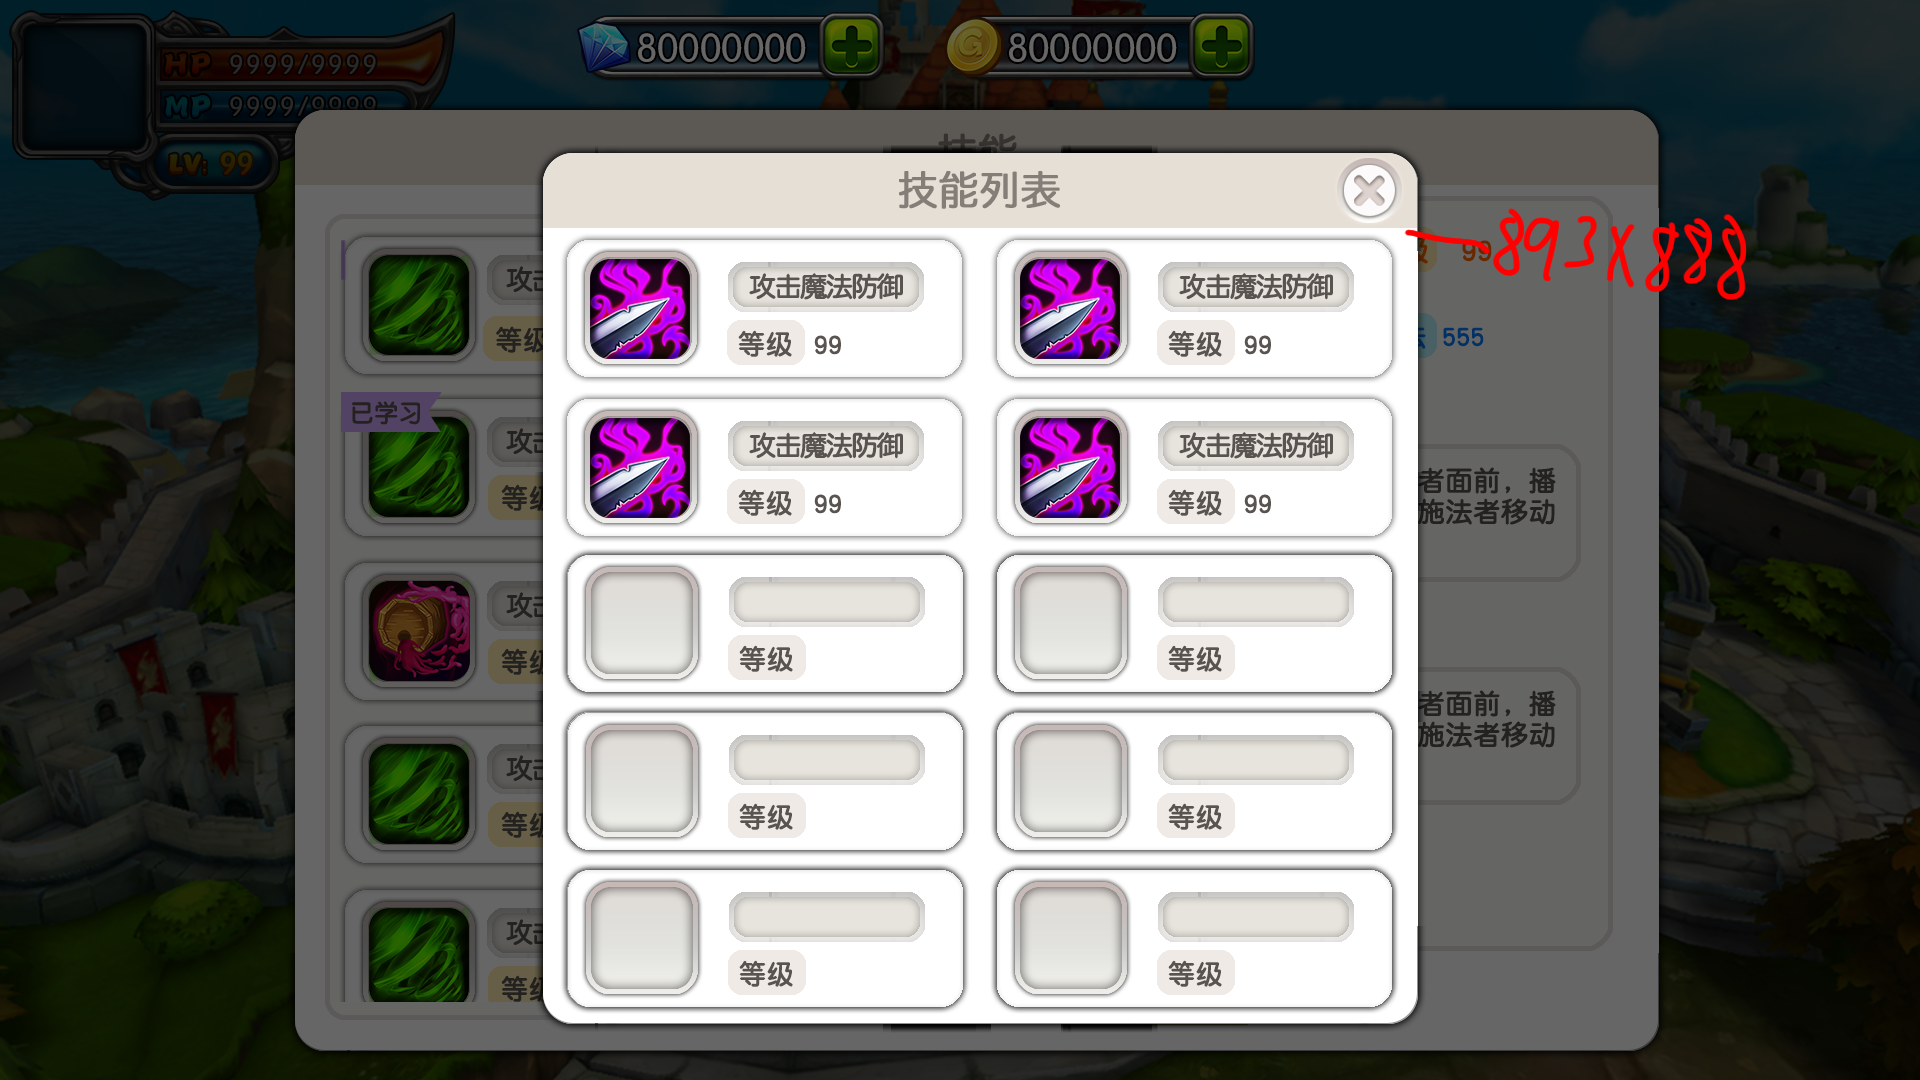 HP 9999/9999
80000000
80000000
MP 9999/9999
LV: 99
技能
技能列表
893X888
攻击魔法防御
等级 99
攻击魔法防御
等级 99
攻击魔法防御
等级 99
攻击魔法防御
等级 99
等级
等级
等级
等级
等级
等级
攻击
等级
已学习
攻击
等级
攻击
等级
攻击
等级
攻击
等级
级 99
555
者面前，播
施法者移动
者面前，播
施法者移动